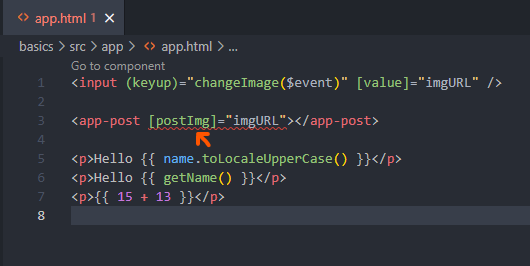 app.html 1 ×
basics > src > app > app.html > ...
Go to component
1 <input (keyup)="changeImage($event)" [value]="imgURL" />
2
3 <app-post [postImg]="imgURL"></app-post>
4
5 <p>Hello {{ name.toLocaleUpperCase() }}</p>
6 <p>Hello {{ getName() }}</p>
7 <p>{{ 15 + 13 }}</p>
8